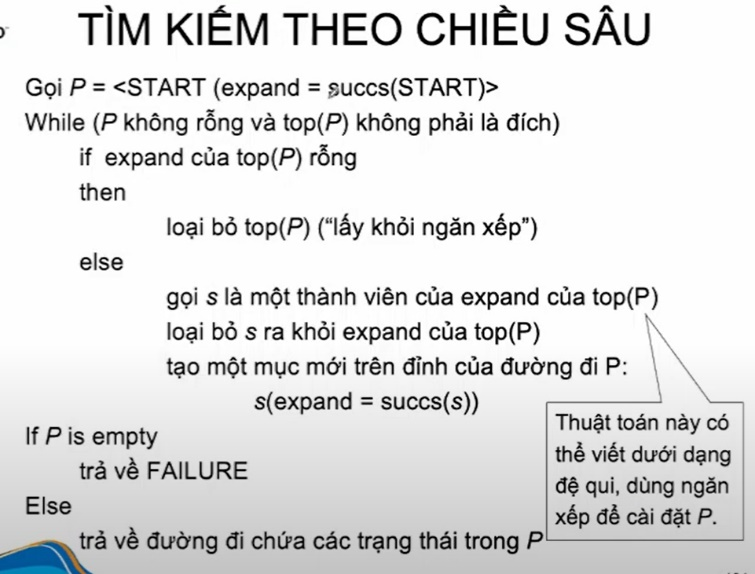 TÌM KIẾM THEO CHIỀU SÂU
Gọi P = <START (expand = succs(START)>
While (P không rỗng và top(P) không phải là đích)
if expand của top(P) rỗng
then
loại bỏ top(P) (“lấy khỏi ngăn xếp”)
else
gọi s là một thành viên của expand của top(P)
loại bỏ s ra khỏi expand của top(P)
tạo một mục mới trên đỉnh của đường đi P:
s(expand = succs(s))
If P is empty
trả về FAILURE
Else
trả về đường đi chứa các trạng thái trong P
Thuật toán này có
thể viết dưới dạng
đệ qui, dùng ngăn
xếp để cài đặt P.